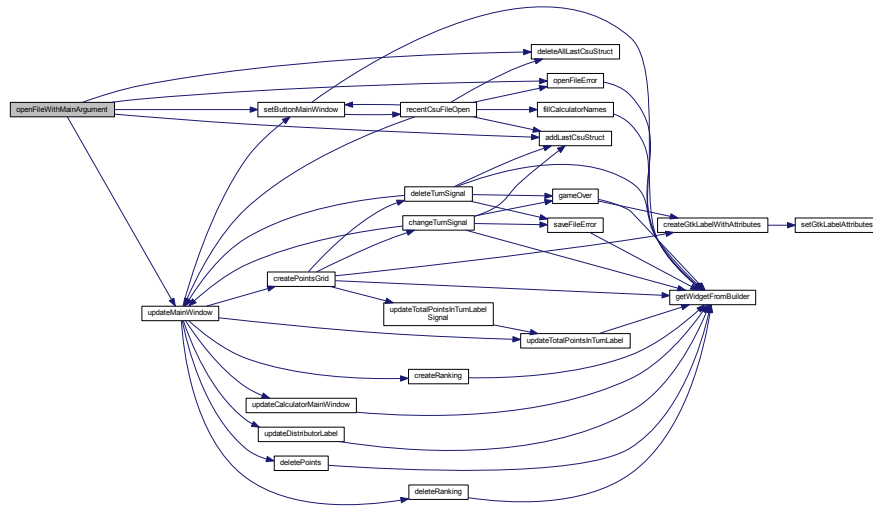 deleteAllLastCsuStruct
openFileError
openFileWithMainArgument
setButtonMainWindow
recentCsuFileOpen
fillCalculatorNames
addLastCsuStruct
deleteTurnSignal
gameOver
changeTurnSignal
saveFileError
createGtkLabelWithAttributes
setGtkLabelAttributes
createPointsGrid
getWidgetFromBuilder
updateMainWindow
updateTotalPointsInTurnLabel
Signal
updateTotalPointsInTurnLabel
createRanking
updateCalculatorMainWindow
updateDistributorLabel
deletePoints
deleteRanking